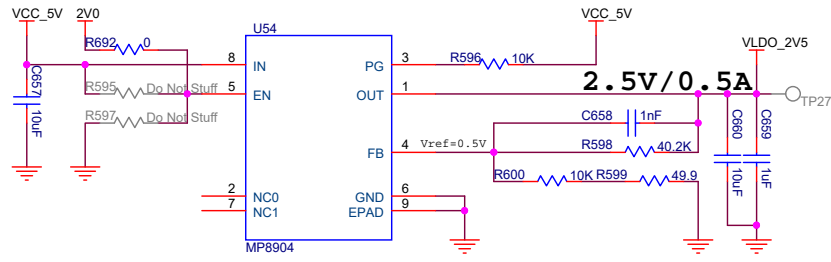 VCC_5V
2V0
U54
VCC_5V
R692
0
8
IN
PG
3
R596
10K
VLDO_2V5
C657
10uF
R595
Do Not Stuff
5
EN
OUT
1
2.5V/0.5A
TP27
R597
Do Not Stuff
C658
1nF
C660
10uF
C659
1uF
FB
4
Vref=0.5V
R598
40.2K
R600
10K
R599
49.9
2
NC0
GND
6
7
NC1
EPAD
9
MP8904